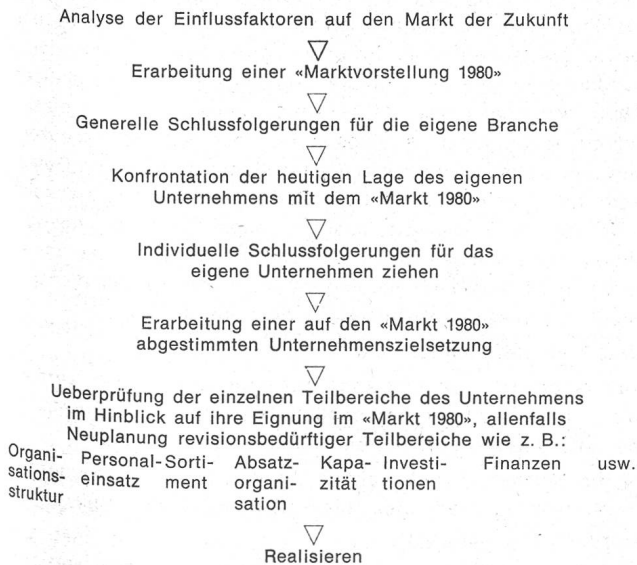 Analyse der Einflussfaktoren auf den Markt der Zukunft
Erarbeitung einer «Marktvorstellung 1980»
Generelle Schlussfolgerungen für die eigene Branche
Konfrontation der heutigen Lage des eigenen
Unternehmens mit dem «Markt 1980»
Individuelle Schlussfolgerungen für das
eigene Unternehmen ziehen
Erarbeitung einer auf den «Markt 1980»
abgestimmten Unternehmenszielsetzung
Ueberprüfung der einzelnen Teilbereiche des Unternehmens
im Hinblick auf ihre Eignung im «Markt 1980», allenfalls
Neuplanung revisionsbedürftiger Teilbereiche wie z. B.:
Organi- Personal- Sorti- Absatz- Kapa- Investi- Finanzen usw.
sations- einsatz ment organi- zität tionen
struktur sation
Realisieren